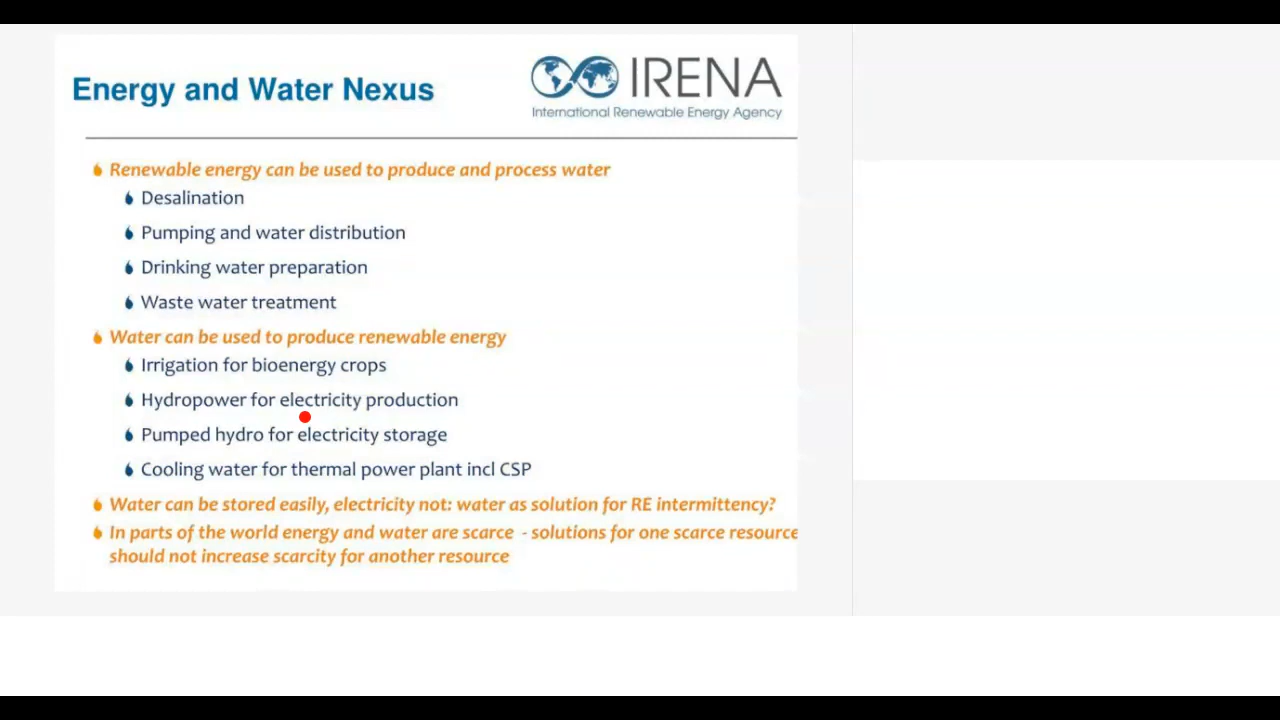 Energy and Water Nexus
IRENA
International Renewable Energy Agency
Renewable energy can be used to produce and process water
Desalination
Pumping and water distribution
Drinking water preparation
Waste water treatment
Water can be used to produce renewable energy
Irrigation for bioenergy crops
Hydropower for electricity production
Pumped hydro for electricity storage
Cooling water for thermal power plant incl CSP
Water can be stored easily, electricity not: water as solution for RE intermittency?
In parts of the world energy and water are scarce - solutions for one scarce resource
should not increase scarcity for another resource